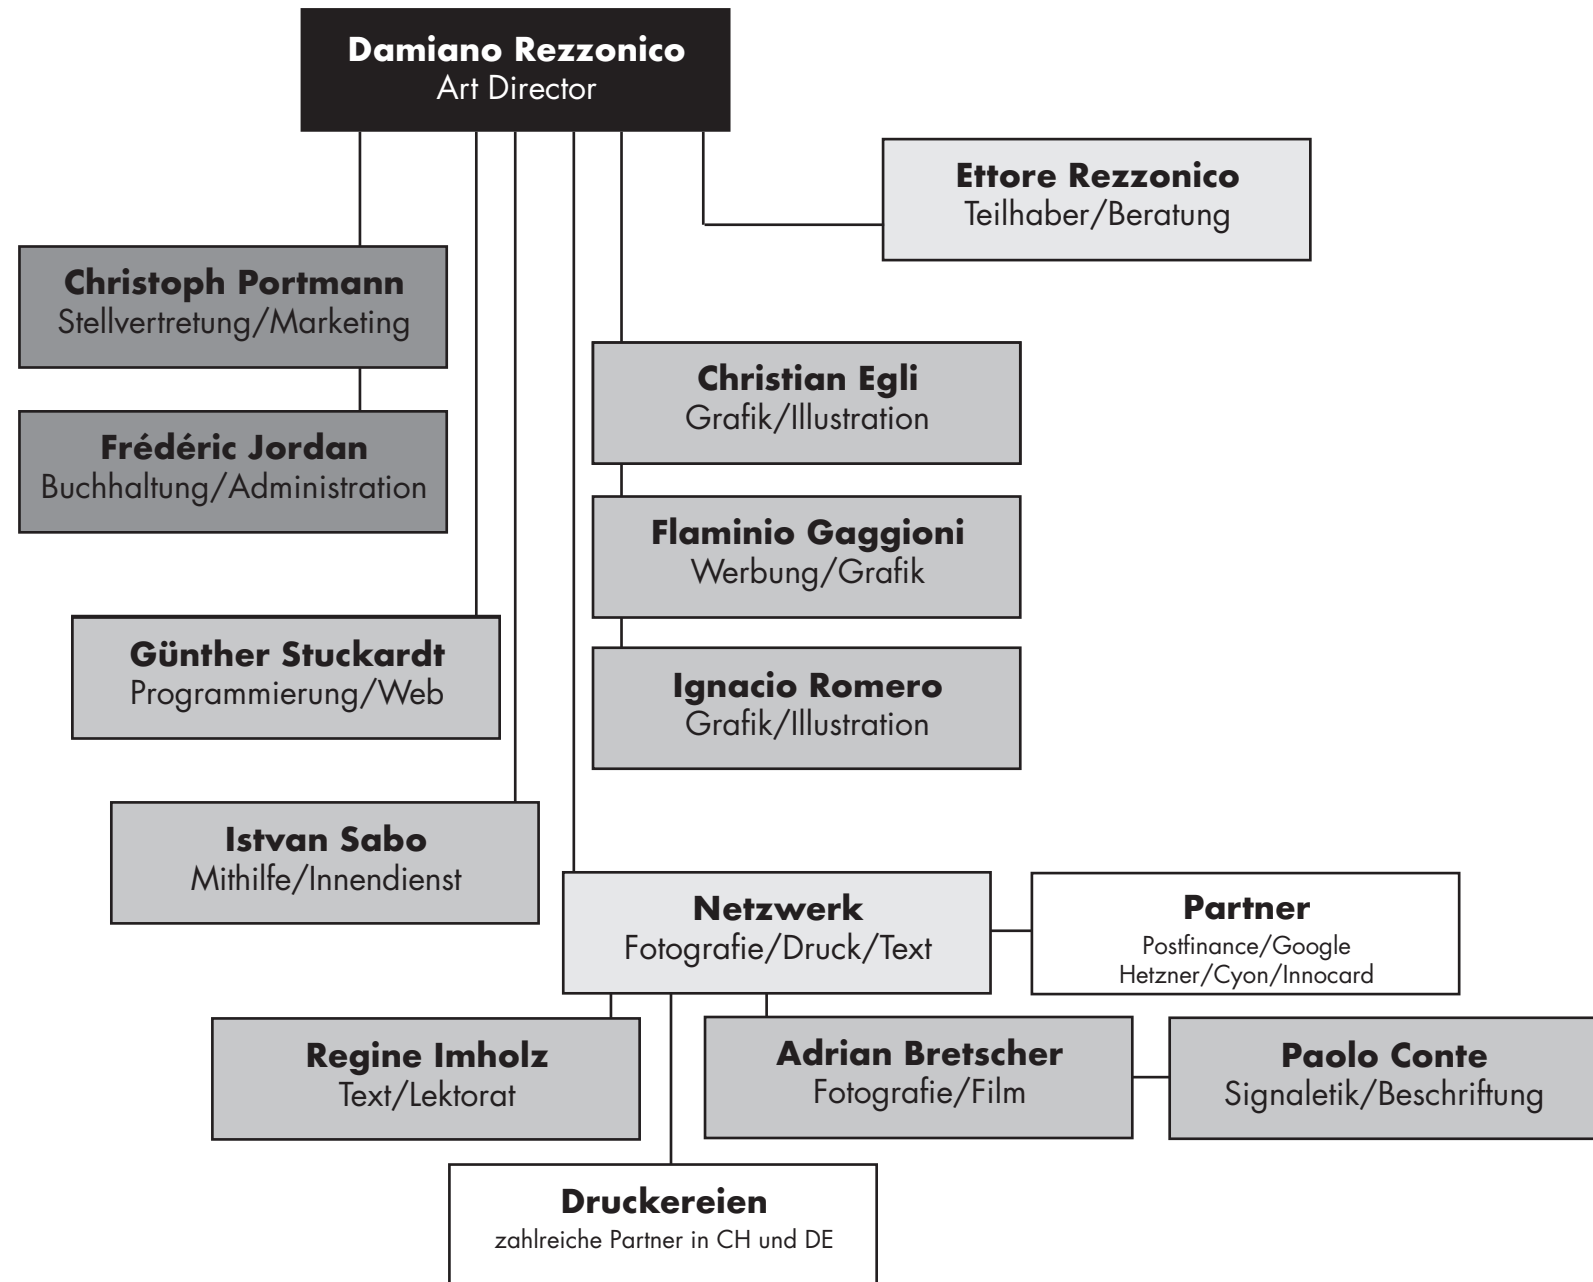 Damiano Rezzonico
Art Director
Ettore Rezzonico
Teilhaber/Beratung
Christoph Portmann
Stellvertretung/Marketing
Christian Egli
Grafik/Illustration
Frédéric Jordan
Buchhaltung/Administration
Flaminio Gaggioni
Werbung/Grafik
Günther Stuckardt
Programmierung/Web
Ignacio Romero
Grafik/Illustration
Istvan Sabo
Mithilfe/Innendienst
Netzwerk
Fotografie/Druck/Text
Partner
Postfinance/Google
Hetzner/Cyon/Innocard
Regine Imholz
Text/Lektorat
Adrian Bretscher
Fotografie/Film
Paolo Conte
Signaletik/Beschriftung
Druckereien
zahlreiche Partner in CH und DE